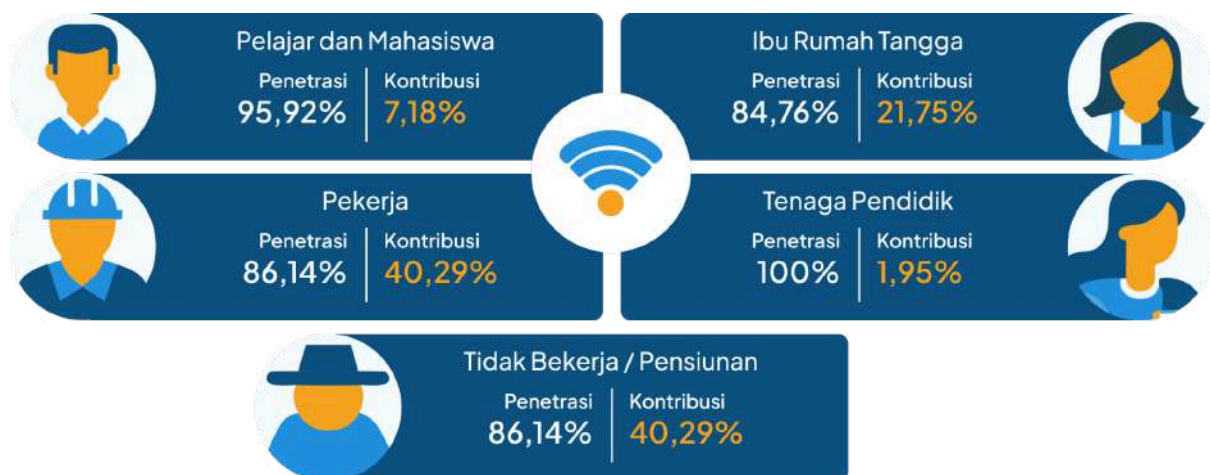 Pelajar dan Mahasiswa
Penetrasi
95,92%
Kontribusi
7,18%
Ibu Rumah Tangga
Penetrasi
84,76%
Kontribusi
21,75%
Pekerja
Penetrasi
86,14%
Kontribusi
40,29%
Tenaga Pendidik
Penetrasi
100%
Kontribusi
1,95%
Tidak Bekerja / Pensiunan
Penetrasi
86,14%
Kontribusi
40,29%